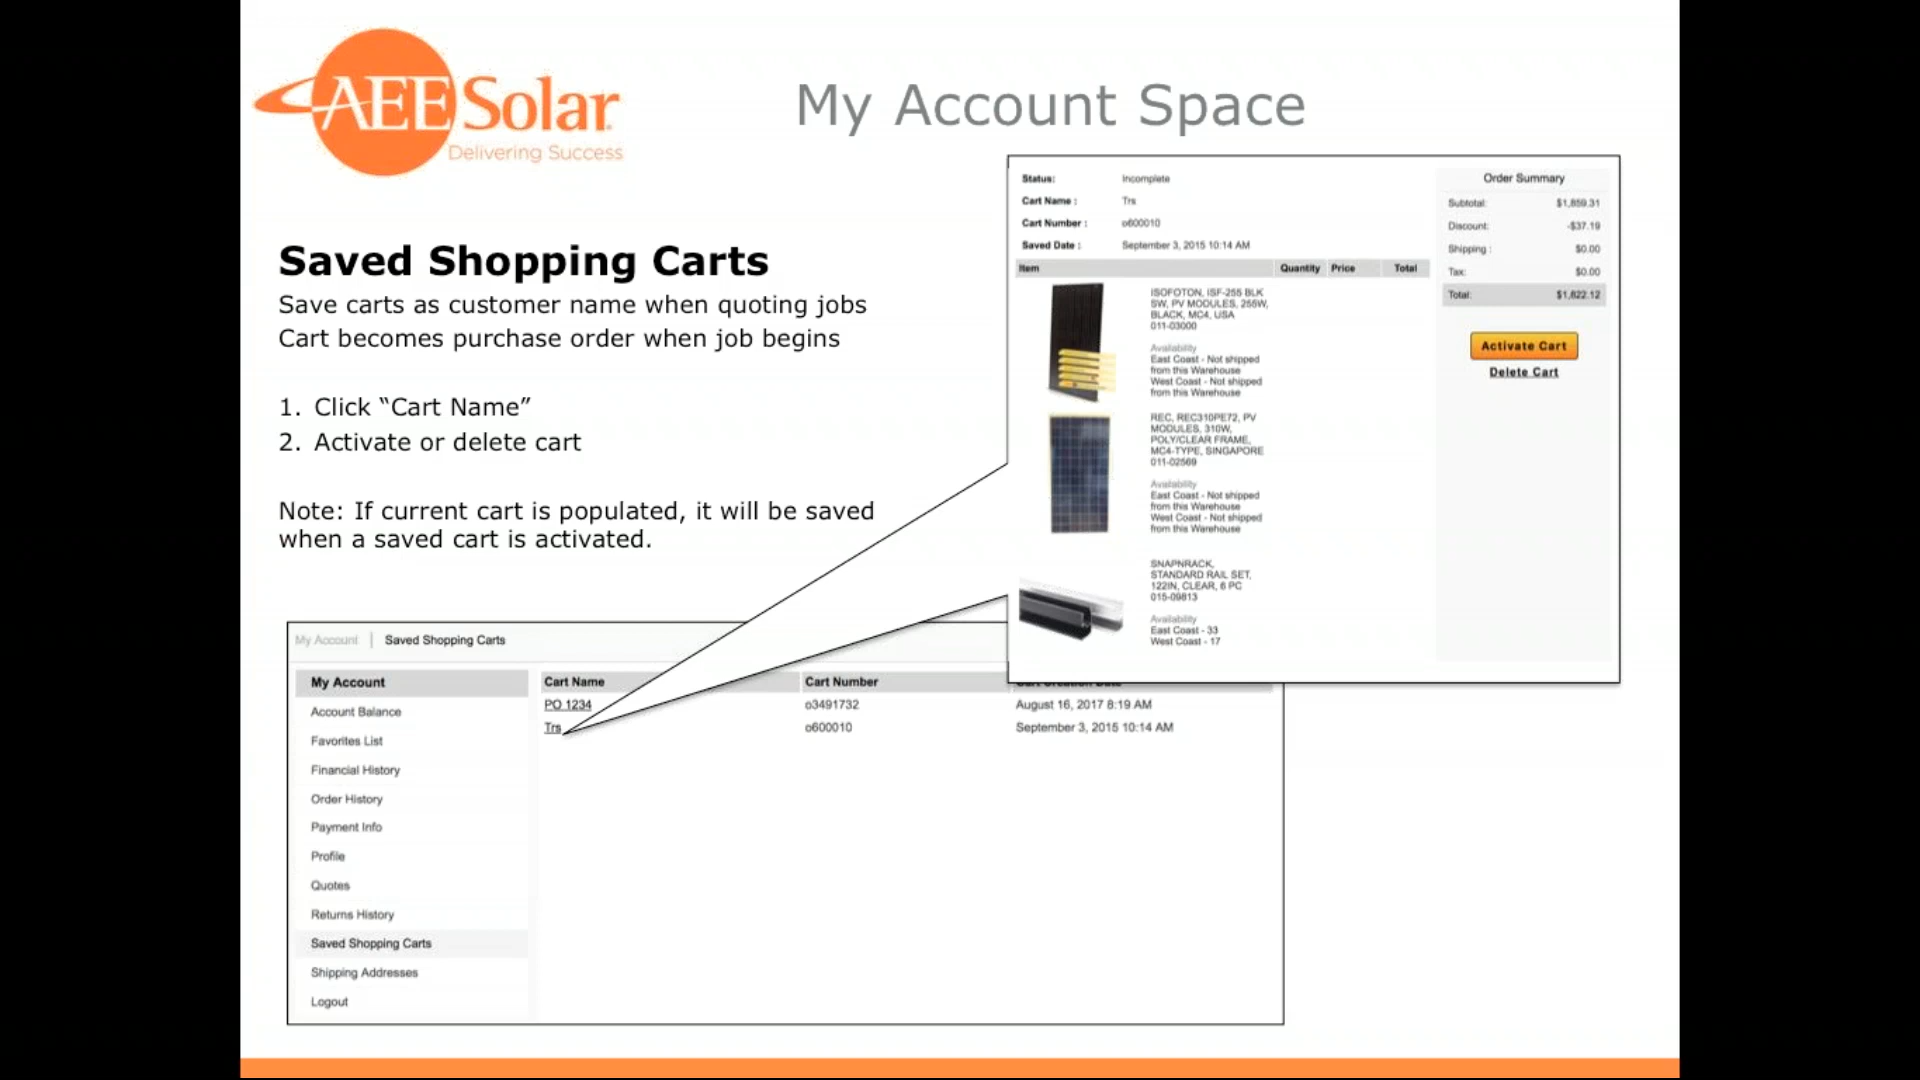 AEE Solar
Delivering Success
My Account Space
Saved Shopping Carts
Save carts as customer name when quoting jobs
Cart becomes purchase order when job begins
1. Click “Cart Name”
2. Activate or delete cart
Note: If current cart is populated, it will be saved
when a saved cart is activated.
Status: Incomplete
Cart Name : Trs
Cart Number : o600010
Saved Date : September 3, 2015 10:14 AM
Item Quantity Price Total
ISOFOTON, ISF-255 BLK
SW, PV MODULES, 255W,
BLACK, MC4, USA
011-03000
Availability
East Coast - Not shipped
from this Warehouse
West Coast - Not shipped
from this Warehouse
REC, REC310PE72, PV
MODULES, 310W,
POLY/CLEAR FRAME,
MC4-TYPE, SINGAPORE
011-02569
Availability
East Coast - Not shipped
from this Warehouse
West Coast - Not shipped
from this Warehouse
SNAPNRACK,
STANDARD RAIL SET,
122IN, CLEAR, 6 PC
015-09813
Availability
East Coast - 33
West Coast - 17
Order Summary
Subtotal: $1,859.31
Discount: -$37.19
Shipping : $0.00
Tax: $0.00
Total: $1,822.12
Activate Cart
Delete Cart
My Account | Saved Shopping Carts
My Account
Account Balance
Favorites List
Financial History
Order History
Payment Info
Profile
Quotes
Returns History
Saved Shopping Carts
Shipping Addresses
Logout
Cart Name Cart Number Cart Creation Date
PO 1234 o3491732 August 16, 2017 8:19 AM
Trs o600010 September 3, 2015 10:14 AM